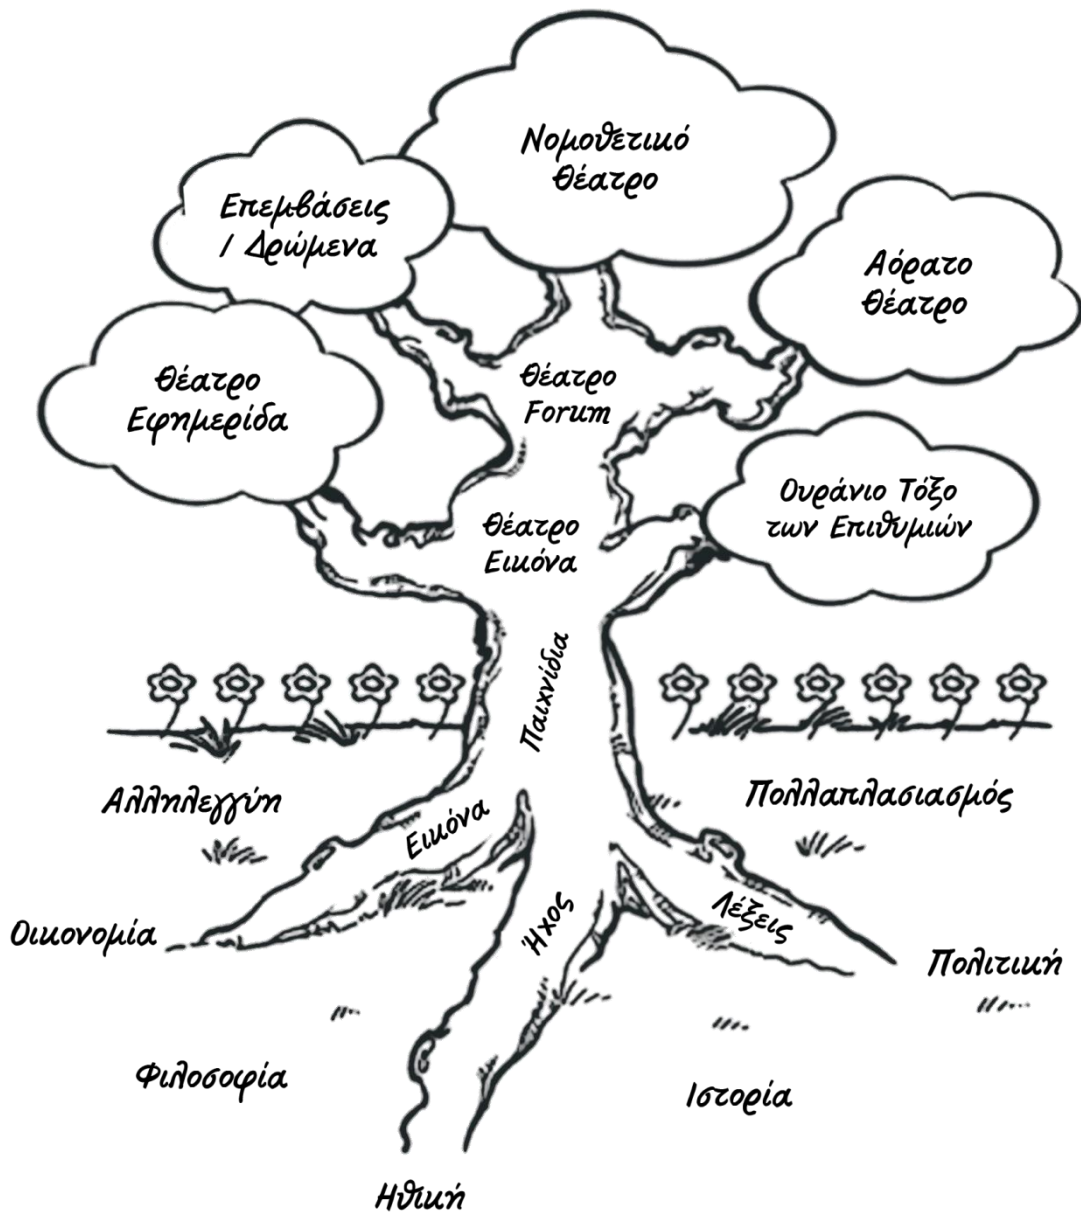 Νομοθετικό
Θέατρο
Επεμβάσεις
/ Δρώμενα
Αόρατο
Θέατρο
Θέατρο
Εφημερίδα
Θέατρο
Forum
Ουράνιο Τόξο
των Επιθυμιών
Θέατρο
Εικόνα
Παιχνίδια
Αλληλεγγύη
Πολλαπλασιασμός
Εικόνα
Ήχος
Λέξεις
Οικονομία
Πολιτική
Φιλοσοφία
Ιστορία
Ηθική